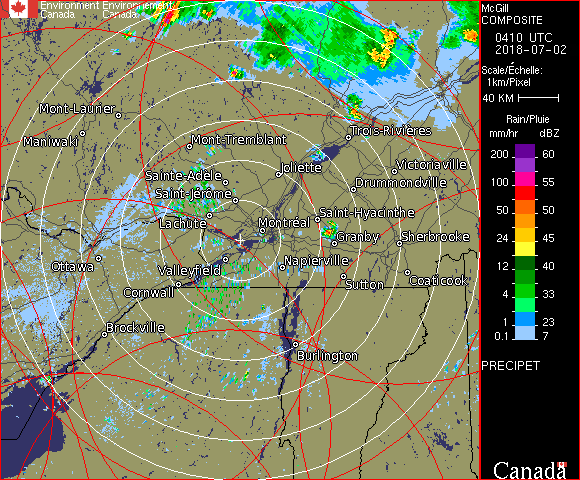 Environment Environnement
Canada Canada
McGill
COMPOSITE
0410 UTC
2018-07-02
Scale/Échelle:
1km/Pixel
40 KM
Rain/Pluie
mm/hr dBZ
200 60
100 55
50 50
24 45
12 40
4 33
1 23
0.1 7
PRECIPET
Canada
Mont-Laurier
Maniwaki
Mont-Tremblant
Trois-Rivières
Joliette
Victoriaville
Sainte-Adele
Drummondville
Saint-Jérome
Lachute
Montréal
Saint-Hyacinthe
Granby
Sherbrooke
Ottawa
Valleyfield
Napierville
Cornwall
Sutton
Coaticook
Brockville
Burlington